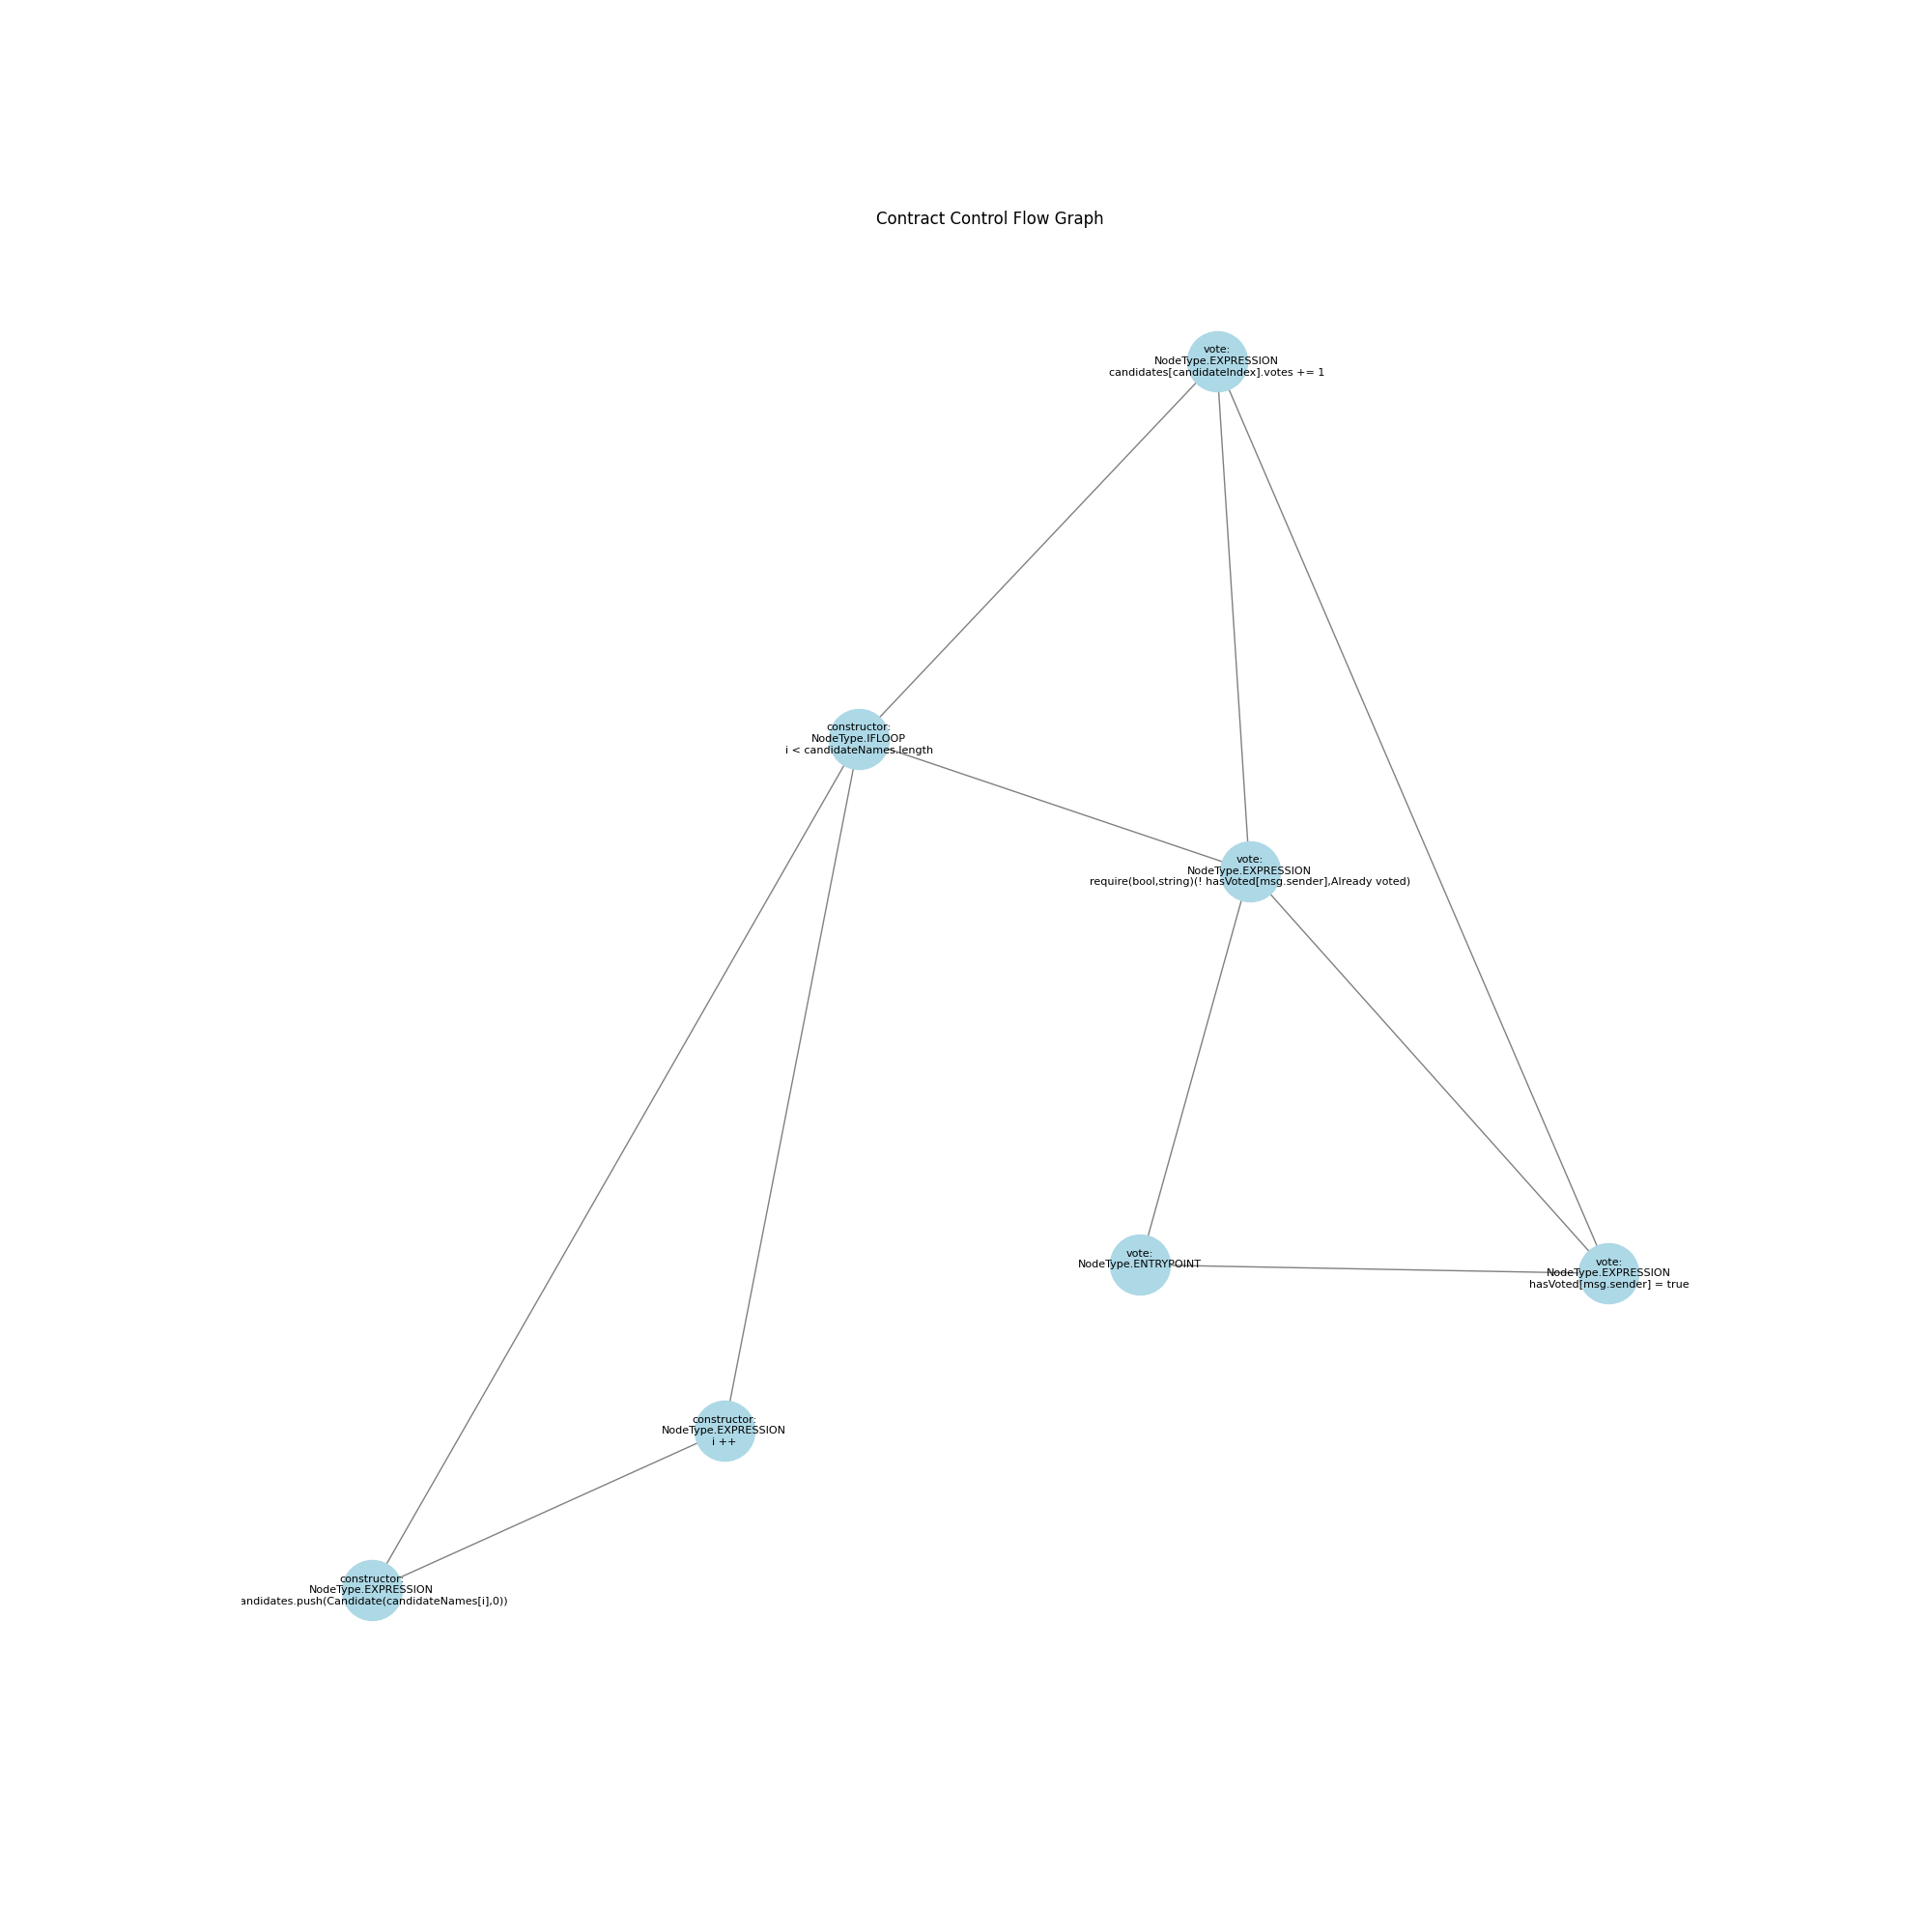 Contract Control Flow Graph
vote:
NodeType.EXPRESSION
candidates[candidateIndex].votes += 1
constructor:
NodeType.IFLOOP
i < candidateNames.length
vote:
NodeType.EXPRESSION
require(bool,string)(! hasVoted[msg.sender],Already voted)
vote:
NodeType.ENTRYPOINT
vote:
NodeType.EXPRESSION
hasVoted[msg.sender] = true
constructor:
NodeType.EXPRESSION
i ++
constructor:
NodeType.EXPRESSION
andidates.push(Candidate(candidateNames[i],0))